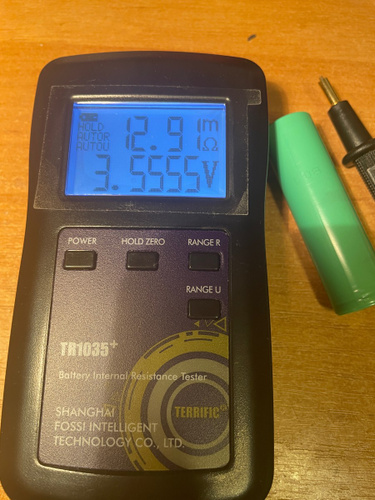 HOLD
AUTOR
AUTOU
12.91 mΩ
3.5555V
POWER
HOLD ZERO
RANGE R
RANGE U
TR1035+
Battery Internal Resistance Tester
SHANGHAI
TERRIFIC
FOSSI INTELLIGENT
TECHNOLOGY CO., LTD.